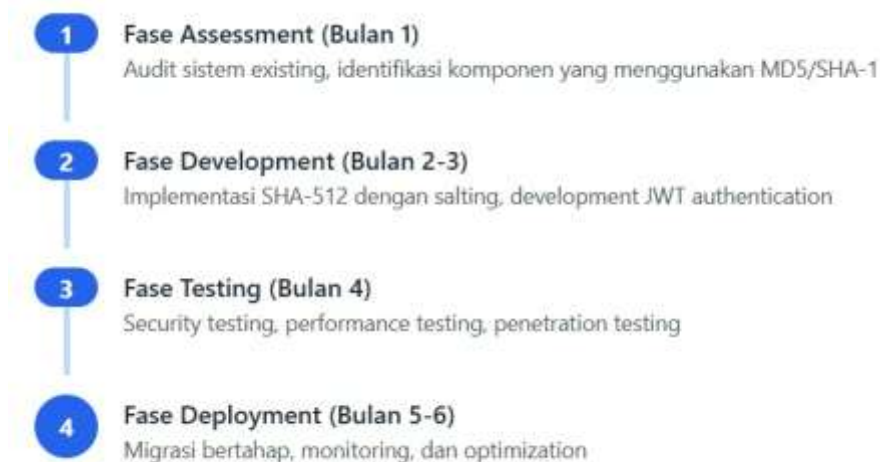 1 Fase Assessment (Bulan 1)
Audit sistem existing, identifikasi komponen yang menggunakan MD5/SHA-1
2 Fase Development (Bulan 2-3)
Implementasi SHA-512 dengan salting, development JWT authentication
3 Fase Testing (Bulan 4)
Security testing, performance testing, penetration testing
4 Fase Deployment (Bulan 5-6)
Migrasi bertahap, monitoring, dan optimization